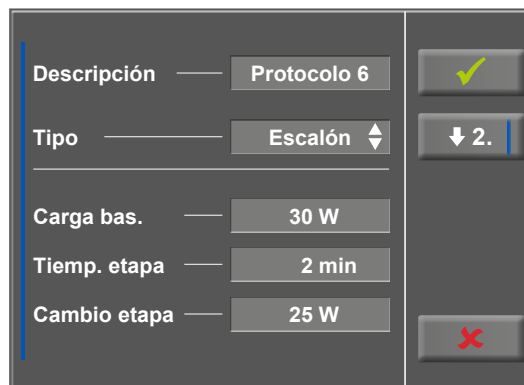 Descripción Protocolo 6
Tipo Escalón 2.
Carga bas. 30 W
Tiemp. etapa 2 min
Cambio etapa 25 W